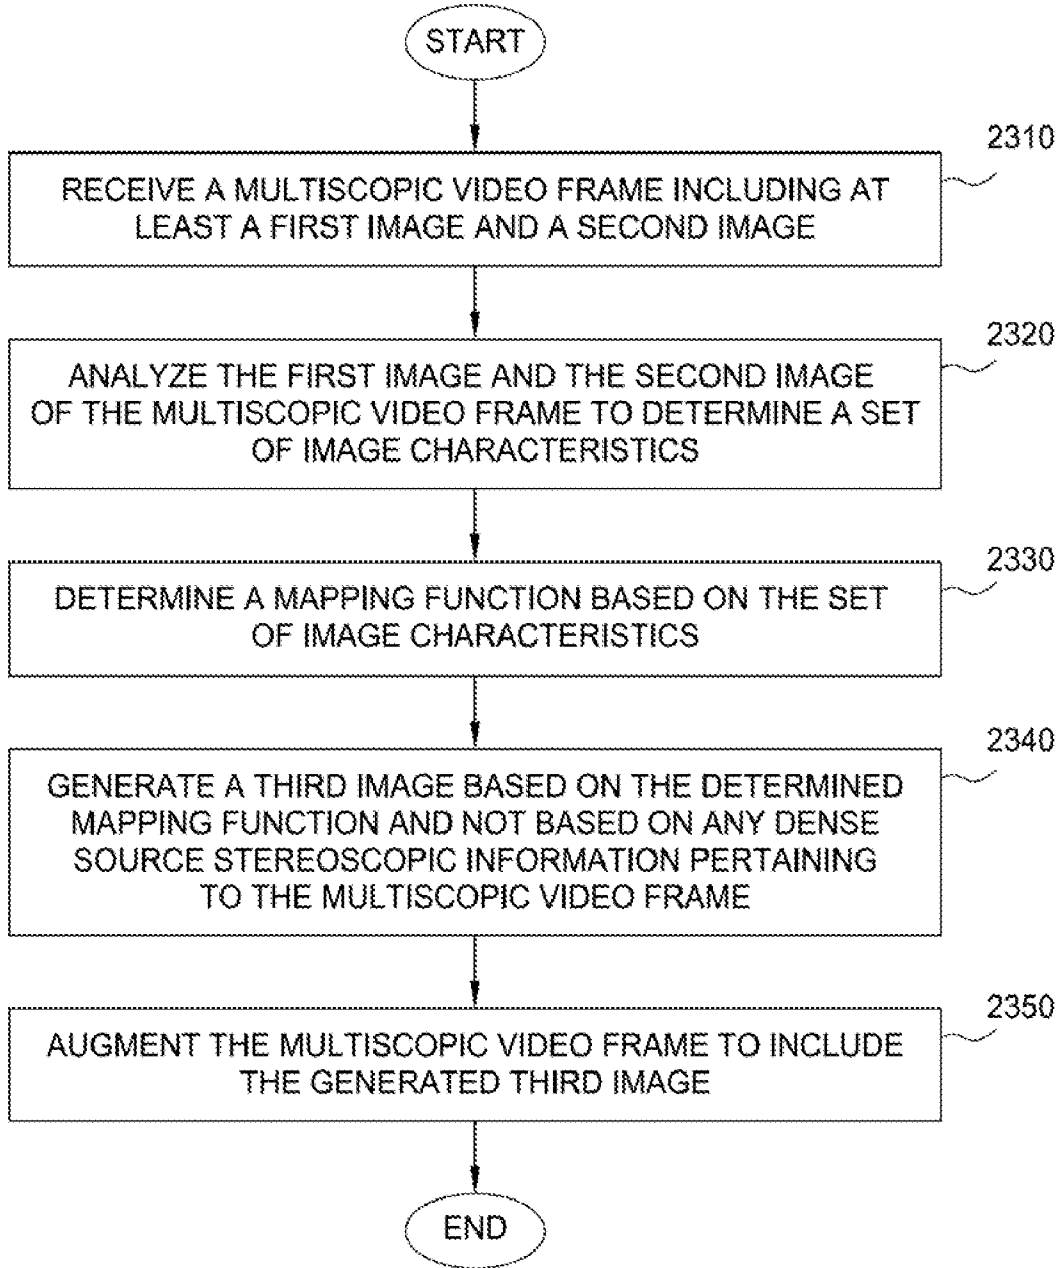 START
2310
RECEIVE A MULTISCOPIC VIDEO FRAME INCLUDING AT
LEAST A FIRST IMAGE AND A SECOND IMAGE
2320
ANALYZE THE FIRST IMAGE AND THE SECOND IMAGE
OF THE MULTISCOPIC VIDEO FRAME TO DETERMINE A SET
OF IMAGE CHARACTERISTICS
2330
DETERMINE A MAPPING FUNCTION BASED ON THE SET
OF IMAGE CHARACTERISTICS
2340
GENERATE A THIRD IMAGE BASED ON THE DETERMINED
MAPPING FUNCTION AND NOT BASED ON ANY DENSE
SOURCE STEREOSCOPIC INFORMATION PERTAINING
TO THE MULTISCOPIC VIDEO FRAME
2350
AUGMENT THE MULTISCOPIC VIDEO FRAME TO INCLUDE
THE GENERATED THIRD IMAGE
END